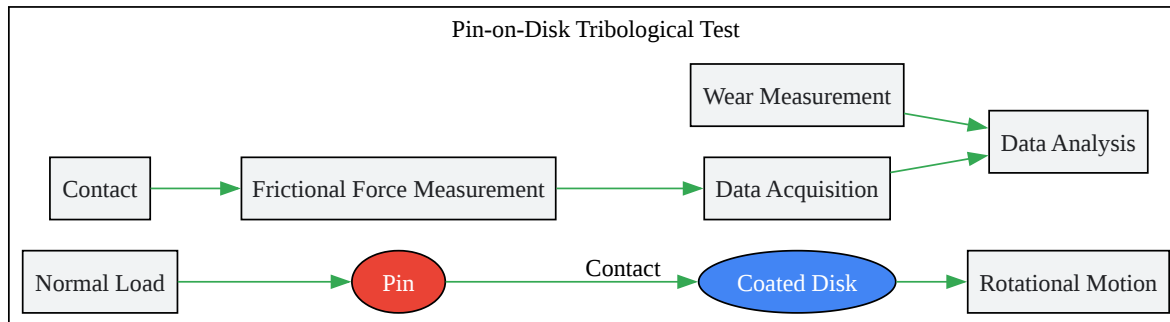 Pin-on-Disk Tribological Test
Wear Measurement
Data Analysis
Contact
Frictional Force Measurement
Data Acquisition
Normal Load
Pin
Contact
Coated Disk
Rotational Motion